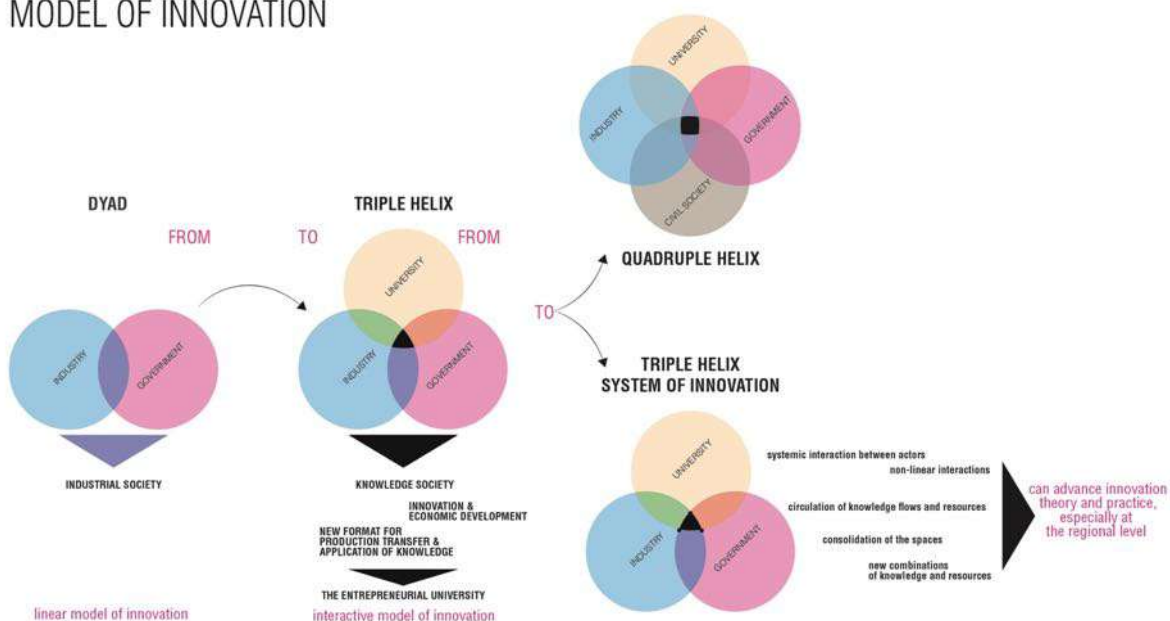 MODEL OF INNOVATION
DYAD
FROM
TO
INDUSTRY
GOVERNMENT
INDUSTRIAL SOCIETY
linear model of innovation
TRIPLE HELIX
FROM
UNIVERSITY
INDUSTRY
GOVERNMENT
KNOWLEDGE SOCIETY
INNOVATION &
ECONOMIC DEVELOPMENT
NEW FORMAT FOR
PRODUCTION TRANSFER &
APPLICATION OF KNOWLEDGE
THE ENTREPRENEURIAL UNIVERSITY
interactive model of innovation
TO
UNIVERSITY
INDUSTRY
GOVERNMENT
CIVIL SOCIETY
QUADRUPLE HELIX
TRIPLE HELIX
SYSTEM OF INNOVATION
UNIVERSITY
INDUSTRY
GOVERNMENT
systemic interaction between actors
non-linear interactions
circulation of knowledge flows and resources
consolidation of the spaces
new combinations
of knowledge and resources
can advance innovation
theory and practice,
especially at
the regional level